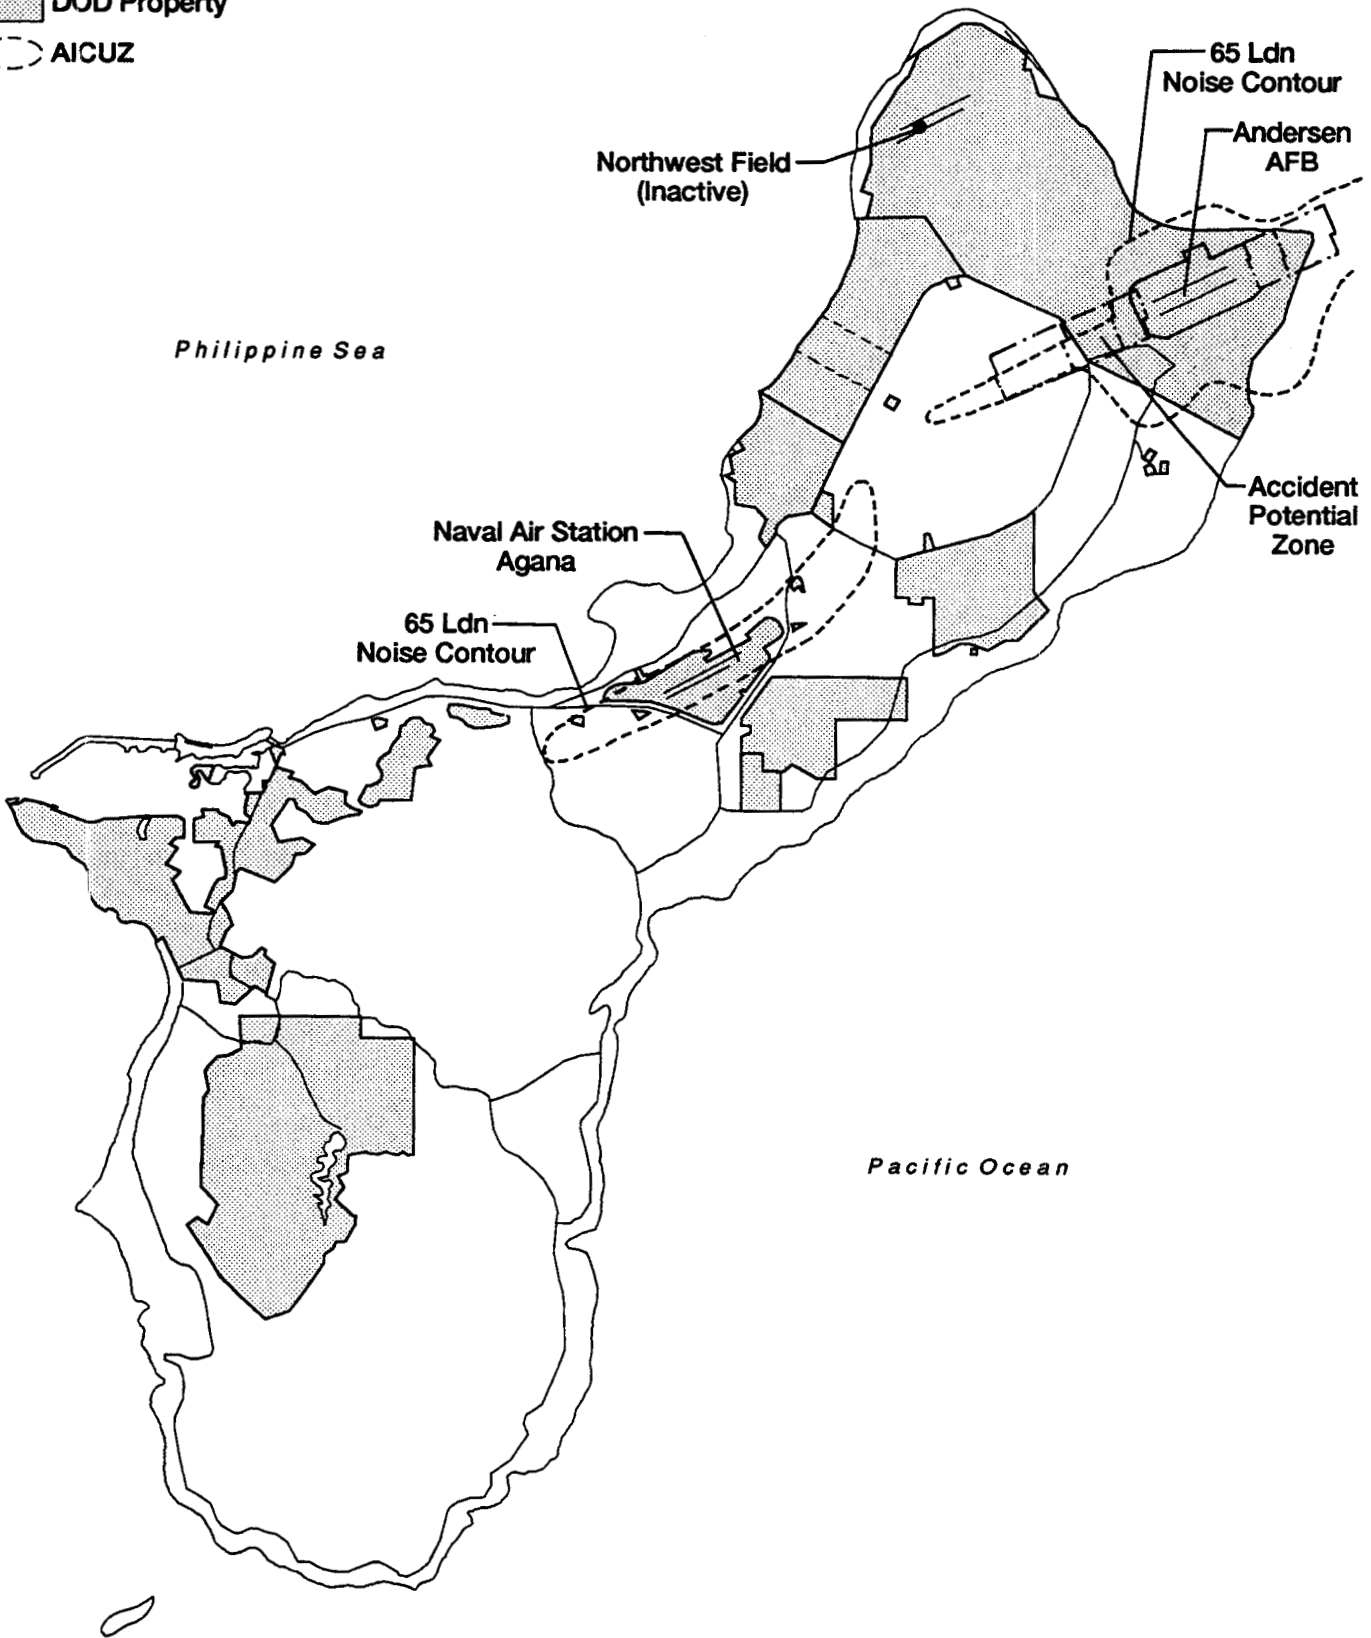 DOD Property
AICUZ
65 Ldn
Noise Contour
Andersen
AFB
Northwest Field
(Inactive)
Philippine Sea
Accident
Potential
Zone
Naval Air Station
Agana
65 Ldn
Noise Contour
Pacific Ocean